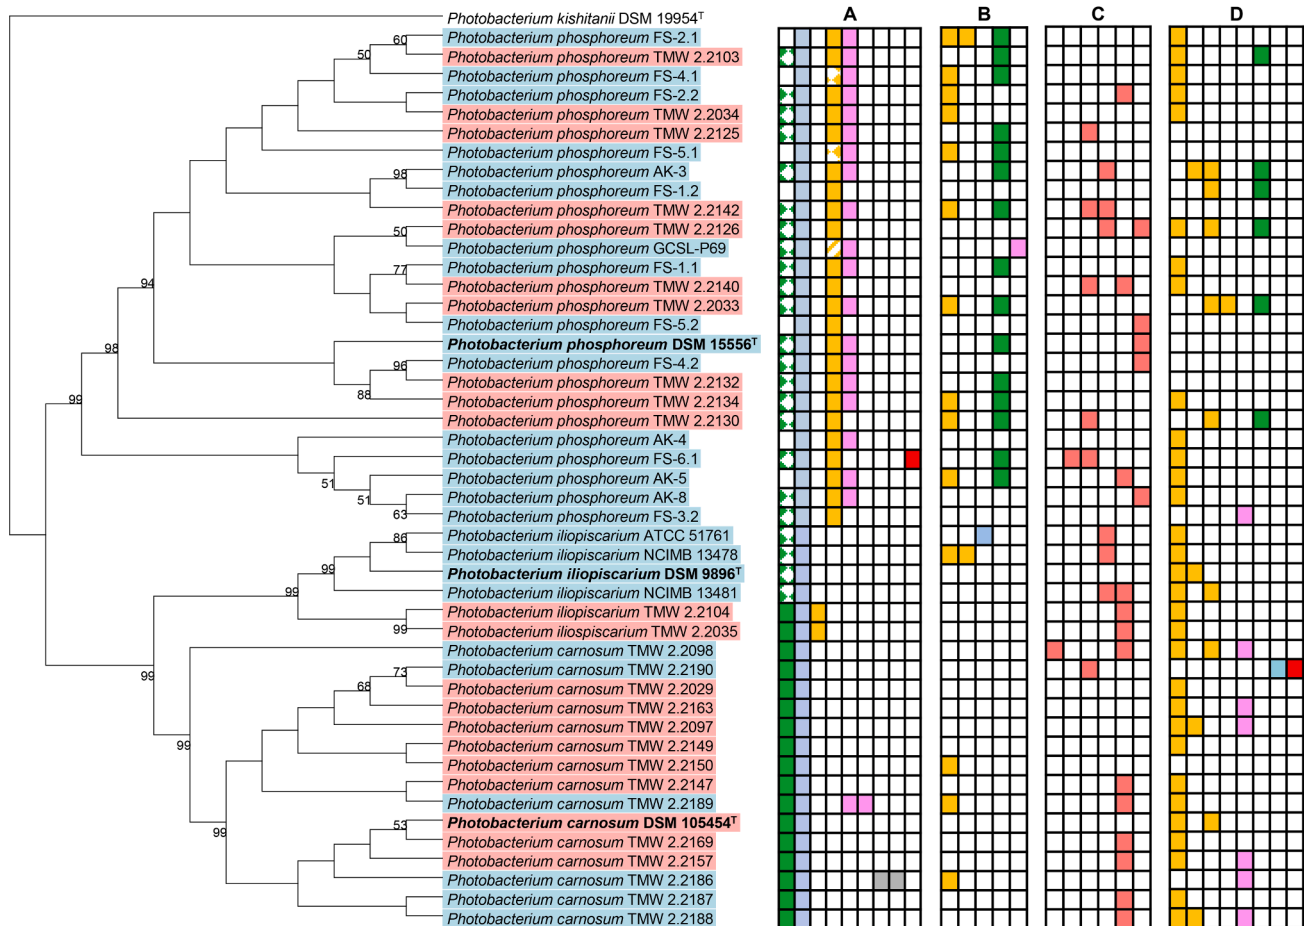 A B C D
Photobacterium kishitanii DSM 19954ᵀ
60 Photobacterium phosphoreum FS-2.1
50 Photobacterium phosphoreum TMW 2.2103
Photobacterium phosphoreum FS-4.1
Photobacterium phosphoreum FS-2.2
Photobacterium phosphoreum TMW 2.2034
Photobacterium phosphoreum TMW 2.2125
Photobacterium phosphoreum FS-5.1
98 Photobacterium phosphoreum AK-3
Photobacterium phosphoreum FS-1.2
Photobacterium phosphoreum TMW 2.2142
50 Photobacterium phosphoreum TMW 2.2126
Photobacterium phosphoreum GCSL-P69
77 Photobacterium phosphoreum FS-1.1
94 Photobacterium phosphoreum TMW 2.2140
Photobacterium phosphoreum TMW 2.2033
Photobacterium phosphoreum FS-5.2
98 Photobacterium phosphoreum DSM 15556ᵀ
96 Photobacterium phosphoreum FS-4.2
Photobacterium phosphoreum TMW 2.2132
99 88 Photobacterium phosphoreum TMW 2.2134
Photobacterium phosphoreum TMW 2.2130
Photobacterium phosphoreum AK-4
Photobacterium phosphoreum FS-6.1
51 Photobacterium phosphoreum AK-5
51 Photobacterium phosphoreum AK-8
63 Photobacterium phosphoreum FS-3.2
86 Photobacterium iliopiscarium ATCC 51761
Photobacterium iliopiscarium NCIMB 13478
99 Photobacterium iliopiscarium DSM 9896ᵀ
99 Photobacterium iliopiscarium NCIMB 13481
Photobacterium iliopiscarium TMW 2.2104
99 Photobacterium iliospiscarium TMW 2.2035
Photobacterium carnosum TMW 2.2098
99 73 Photobacterium carnosum TMW 2.2190
68 Photobacterium carnosum TMW 2.2029
Photobacterium carnosum TMW 2.2163
Photobacterium carnosum TMW 2.2097
99 Photobacterium carnosum TMW 2.2149
Photobacterium carnosum TMW 2.2150
Photobacterium carnosum TMW 2.2147
Photobacterium carnosum TMW 2.2189
99 53 Photobacterium carnosum DSM 105454ᵀ
Photobacterium carnosum TMW 2.2169
Photobacterium carnosum TMW 2.2157
Photobacterium carnosum TMW 2.2186
Photobacterium carnosum TMW 2.2187
Photobacterium carnosum TMW 2.2188